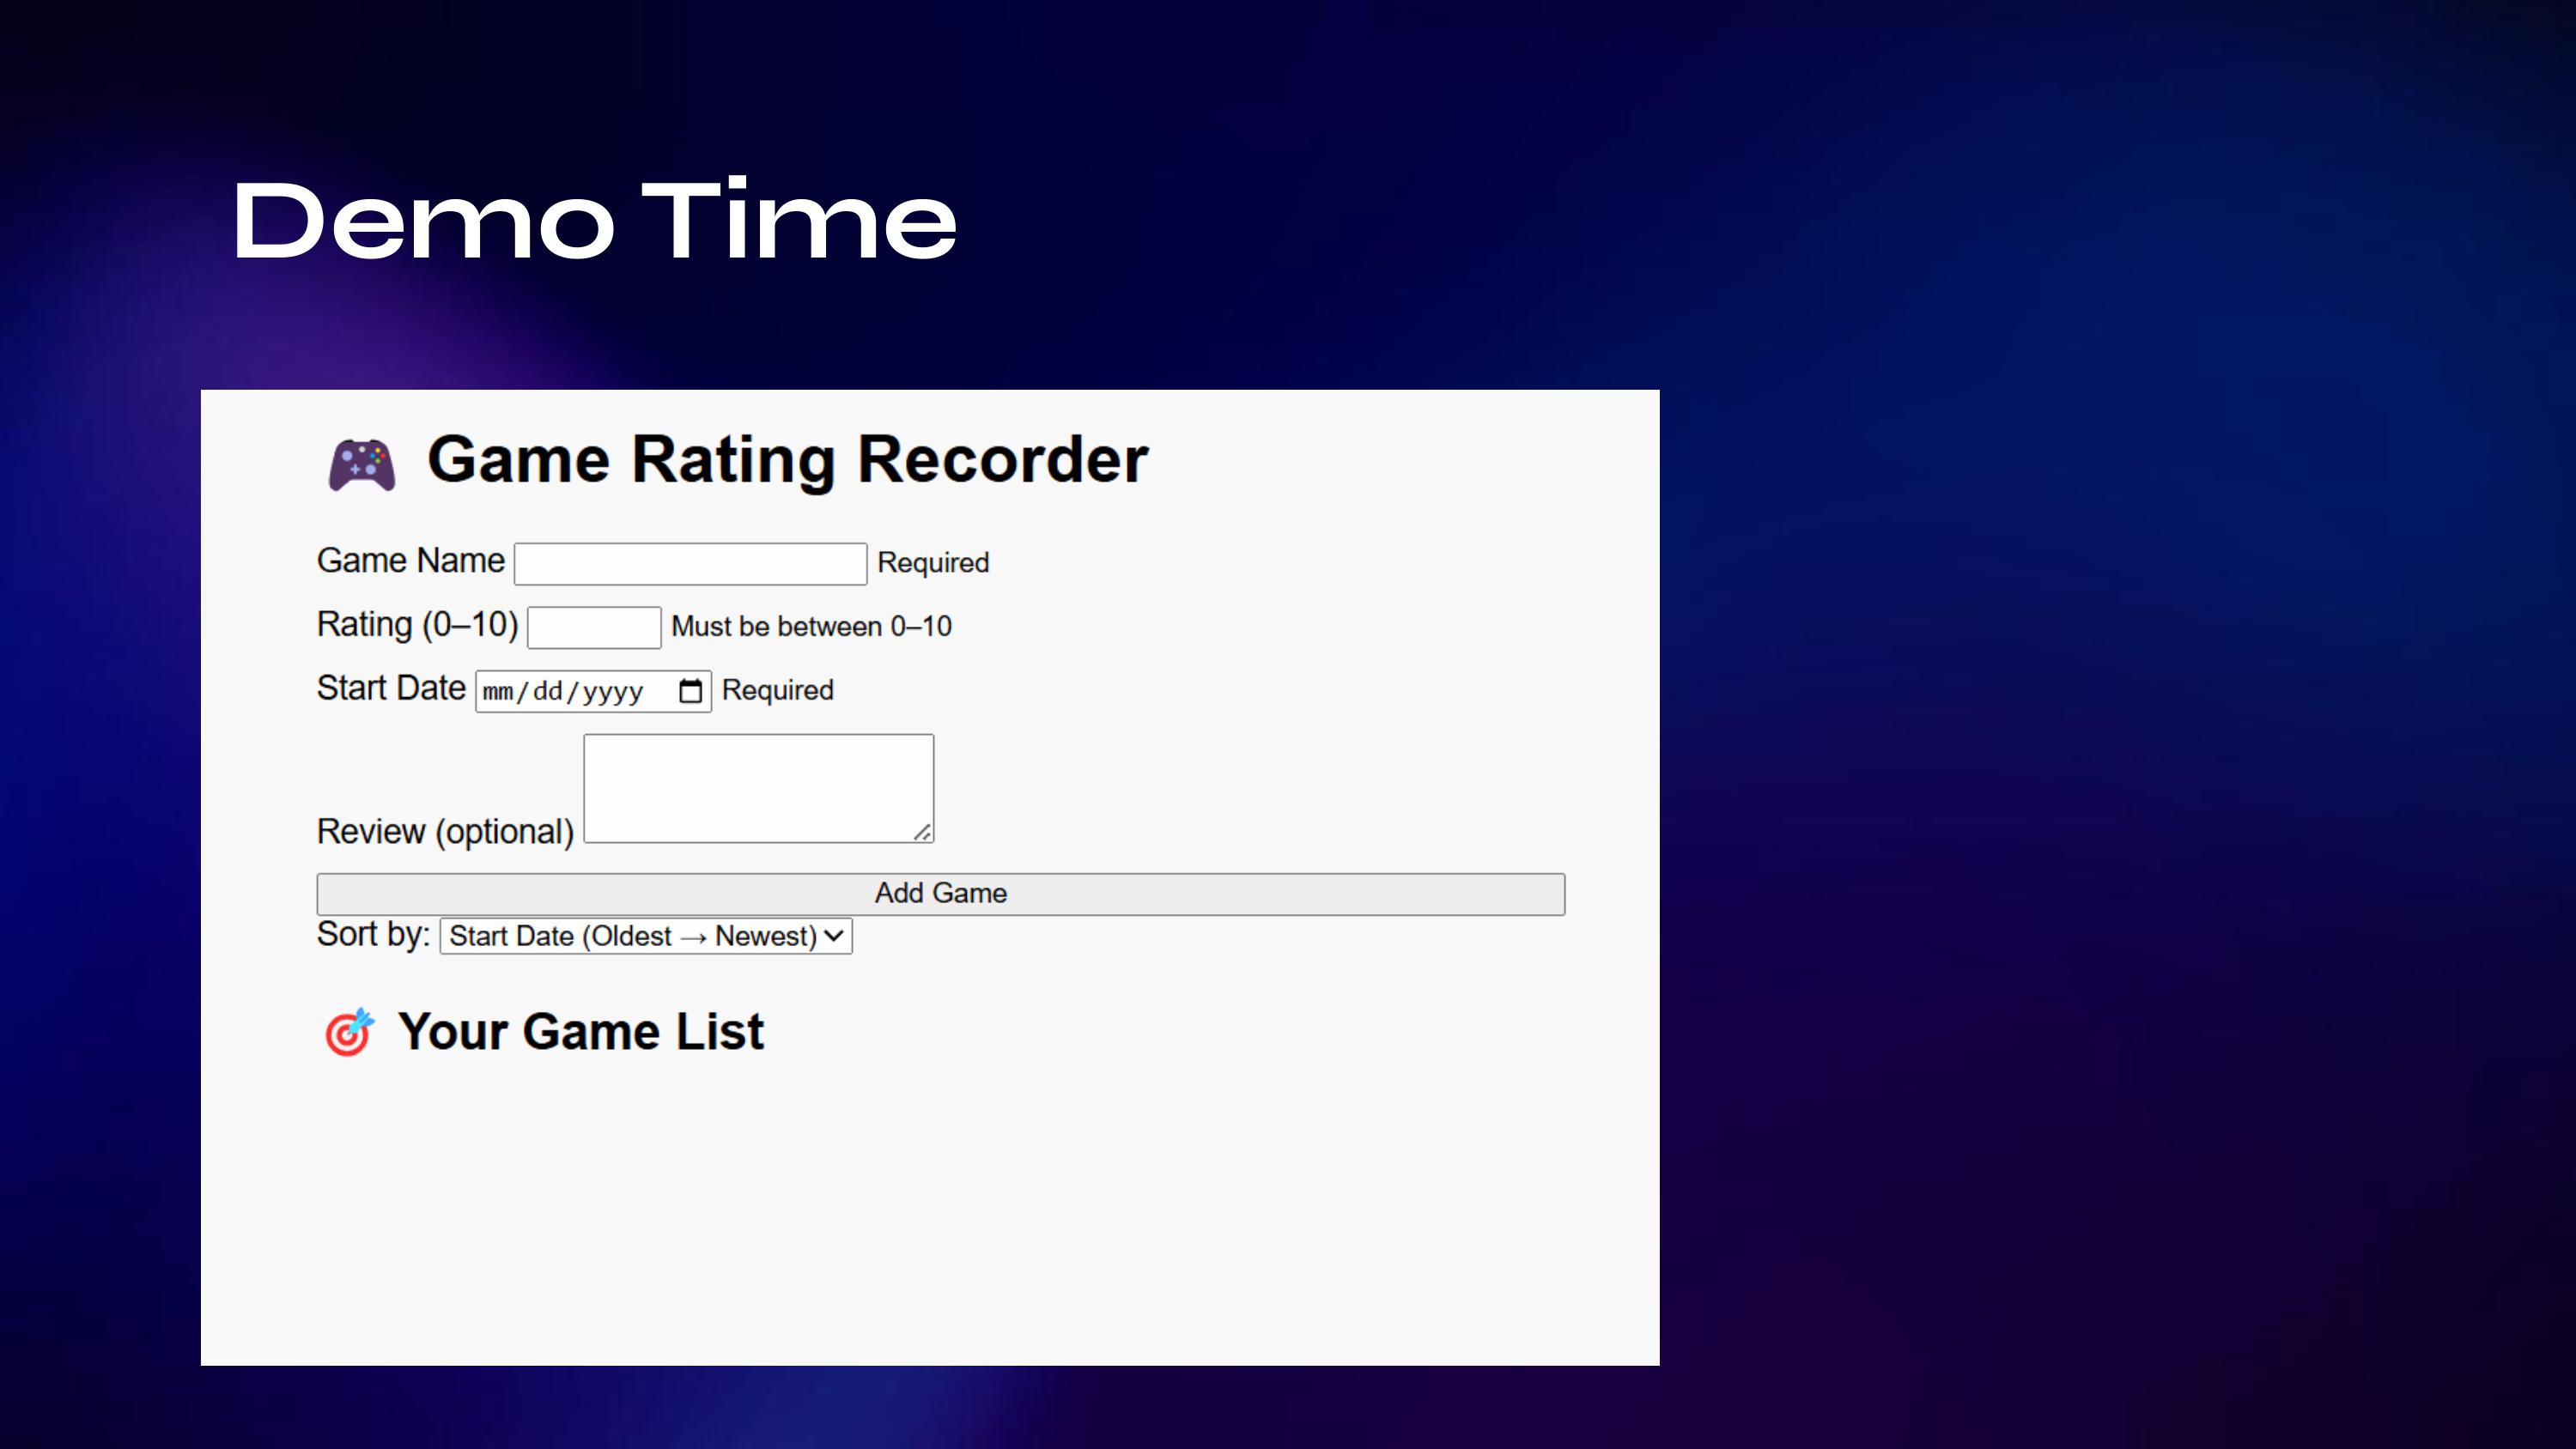 Demo Time
Game Rating Recorder
Game Name Required
Rating (0–10) Must be between 0–10
Start Date mm/dd/yyyy Required
Review (optional)
Add Game
Sort by: Start Date (Oldest → Newest)
Your Game List